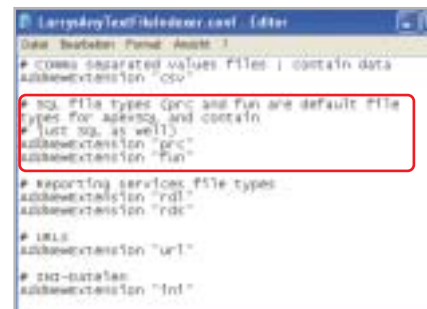 LarrysAnyTextFileIndexer.conf - Editor
Datei Bearbeiten Format Ansicht ?
# Comma separated values files ; contain data
AddNewExtension "csv"
# SQL file types (prc and fun are default file
types for apexSQL and contain
# just SQL as well)
AddNewExtension "prc"
AddNewExtension "fun"
# Reporting services file types
AddNewExtension "rdl"
AddNewExtension "rds"
# URLs
AddNewExtension "url"
# INI-Dateien
AddNewExtension "ini"